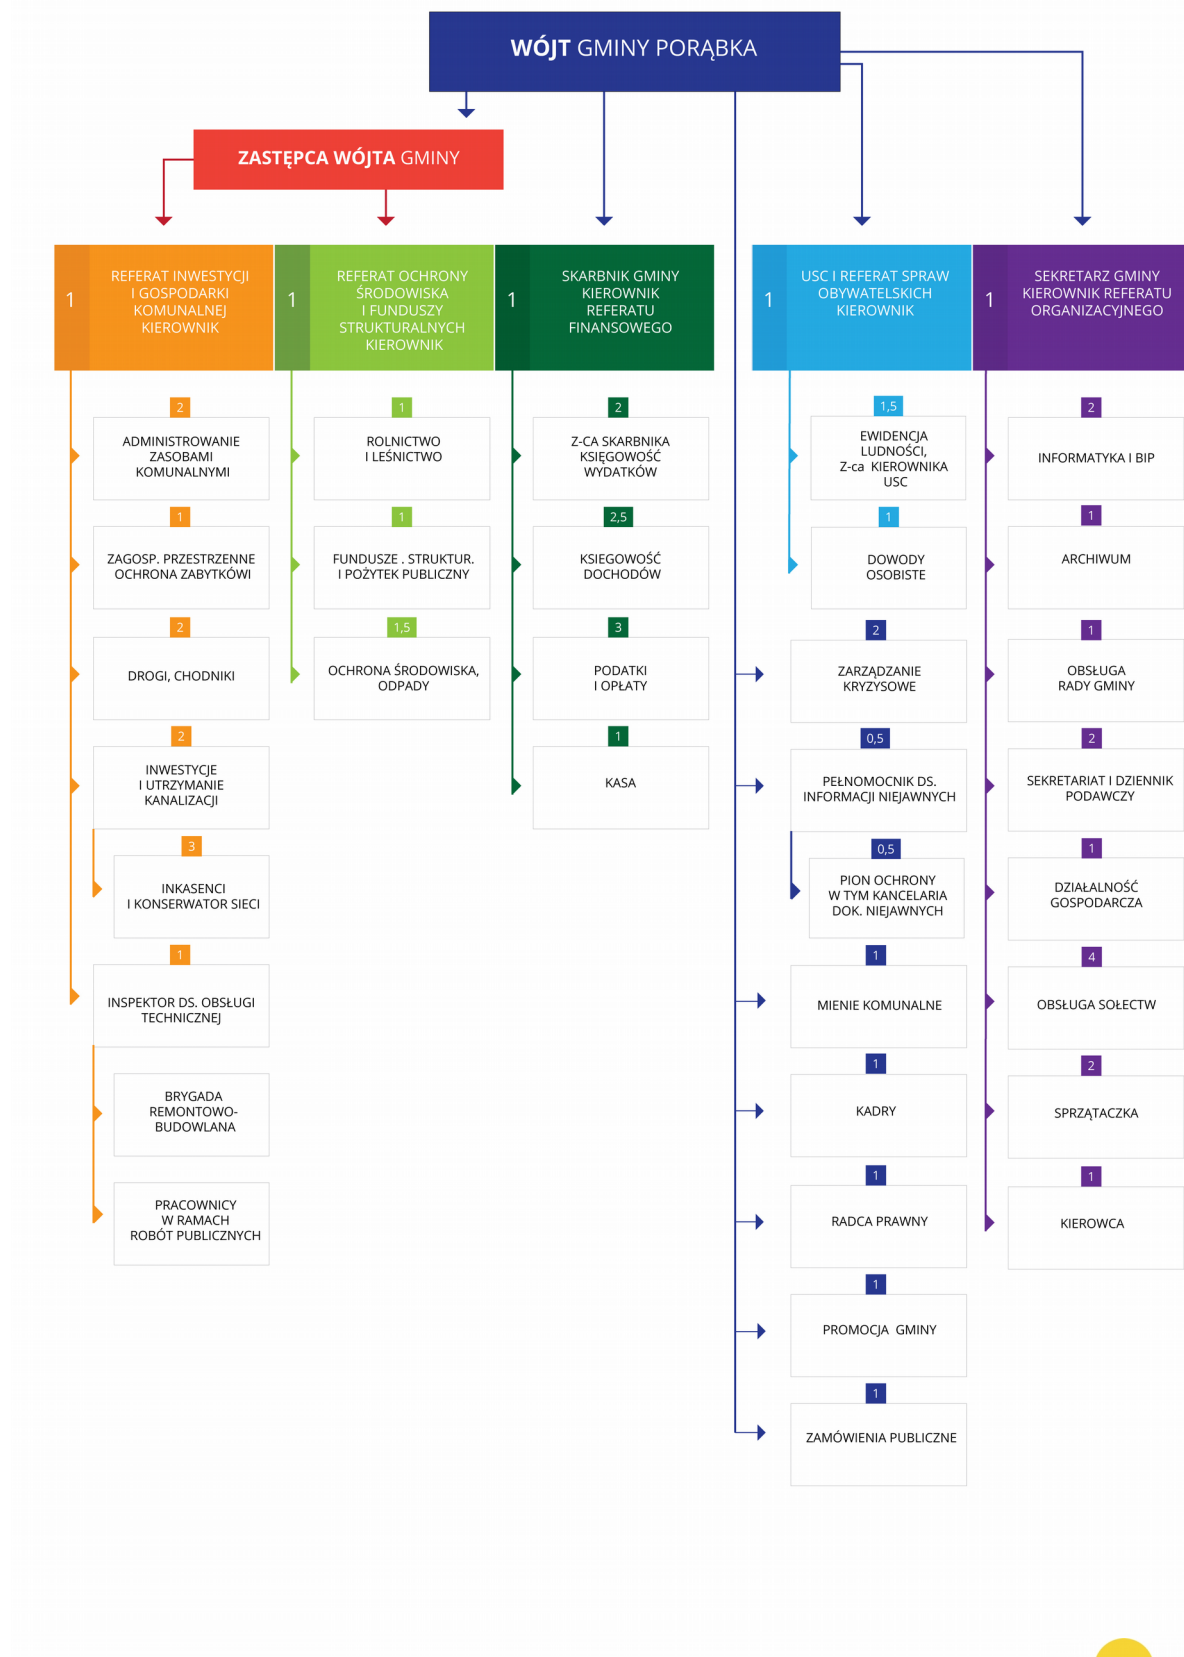 WÓJT GMINY PORĄBKA
ZASTĘPCA WÓJTA GMINY
1
REFERAT INWESTYCJI
I GOSPODARKI
KOMUNALNEJ
KIEROWNIK
2
ADMINISTROWANIE
ZASOBAMI
KOMUNALNYMI
1
ZAGOSP. PRZESTRZENNE
OCHRONA ZABYTKÓWI
2
DROGI, CHODNIKI
2
INWESTYCJE
I UTRZYMANIE
KANALIZACJI
3
INKASENCI
I KONSERWATOR SIECI
1
INSPEKTOR DS. OBSŁUGI
TECHNICZNEJ
BRYGADA
REMONTOWO-
BUDOWLANA
PRACOWNICY
W RAMACH
ROBÓT PUBLICZNYCH
1
REFERAT OCHRONY
ŚRODOWISKA
I FUNDUSZY
STRUKTURALNYCH
KIEROWNIK
1
ROLNICTWO
I LEŚNICTWO
1
FUNDUSZE . STRUKTUR.
I POŻYTEK PUBLICZNY
1,5
OCHRONA ŚRODOWISKA,
ODPADY
1
SKARBNIK GMINY
KIEROWNIK
REFERATU
FINANSOWEGO
2
Z-CA SKARBNIKA
KSIĘGOWOŚĆ
WYDATKÓW
2,5
KSIEGOWOŚĆ
DOCHODÓW
3
PODATKI
I OPŁATY
1
KASA
1
USC I REFERAT SPRAW
OBYWATELSKICH
KIEROWNIK
1,5
EWIDENCJA
LUDNOŚCI,
Z-ca KIEROWNIKA
USC
1
DOWODY
OSOBISTE
2
ZARZĄDZANIE
KRYZYSOWE
0,5
PEŁNOMOCNIK DS.
INFORMACJI NIEJAWNYCH
0,5
PION OCHRONY
W TYM KANCELARIA
DOK. NIEJAWNYCH
1
MIENIE KOMUNALNE
1
KADRY
1
RADCA PRAWNY
1
PROMOCJA GMINY
1
ZAMÓWIENIA PUBLICZNE
1
SEKRETARZ GMINY
KIEROWNIK REFERATU
ORGANIZACYJNEGO
2
INFORMATYKA I BIP
1
ARCHIWUM
1
OBSŁUGA
RADY GMINY
2
SEKRETARIAT I DZIENNIK
PODAWCZY
1
DZIAŁALNOŚĆ
GOSPODARCZA
4
OBSŁUGA SOŁECTW
2
SPRZĄTACZKA
1
KIEROWCA